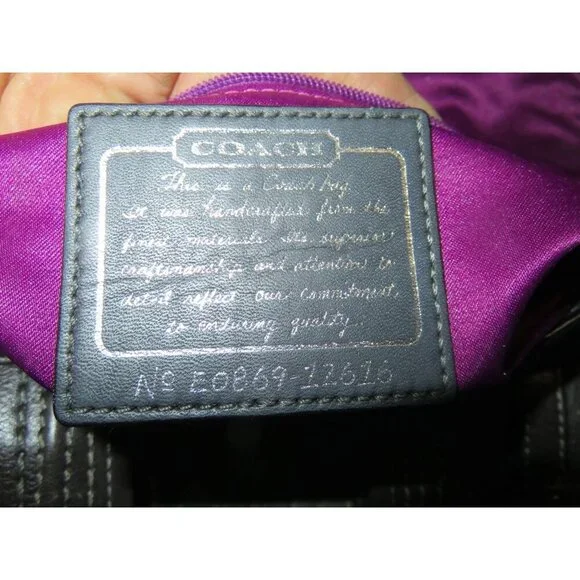 COACH
This is a Coach bag.
It was handcrafted from the
finest materials. Its superior
craftsmanship and attention to
detail reflect our commitment
to enduring quality.
Nº E0869-12616